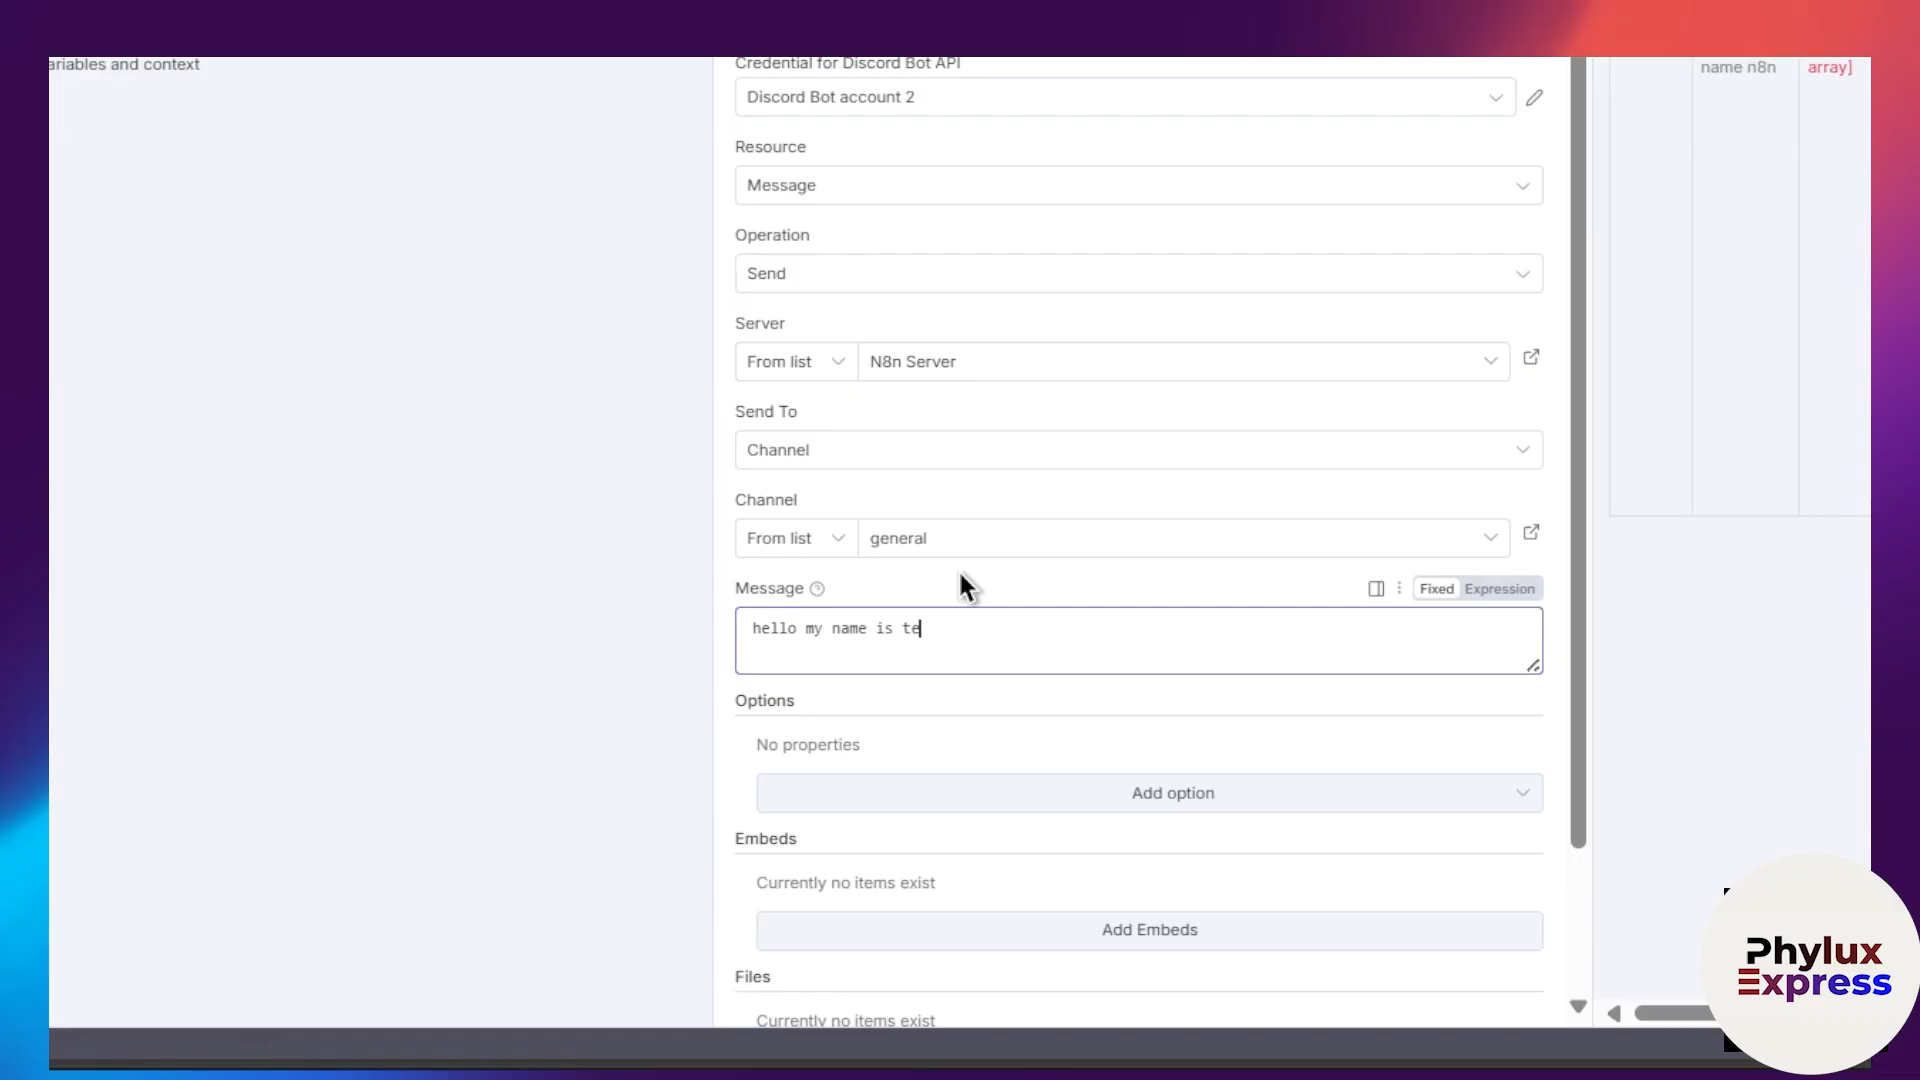 ariables and context
Credential for Discord Bot API
Discord Bot account 2
Resource
Message
Operation
Send
Server
From list N8n Server
Send To
Channel
Channel
From list general
Message Fixed Expression
hello my name is te
Options
No properties
Add option
Embeds
Currently no items exist
Add Embeds
Files
Currently no items exist
name n8n array]
Phylux
Express